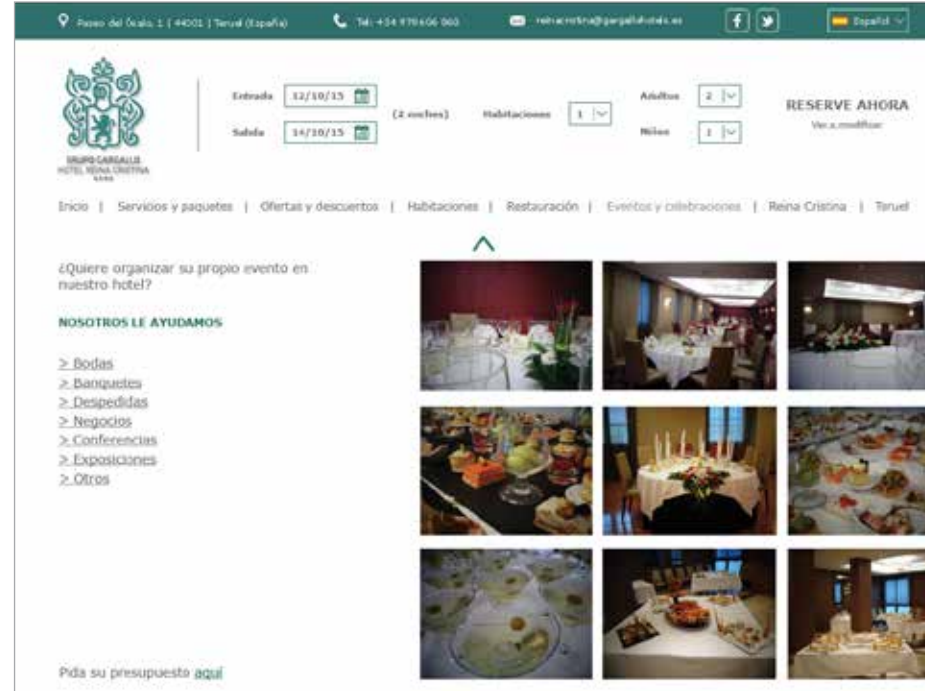 Paseo del Óvalo, 1 | 44001 | Teruel (España)
Tel: +34 978 606 860
reinacristina@gargallohotels.es
Español
Entrada 12/10/15
Salida 14/10/15
(2 noches)
Habitaciones 1
Adultos 2
Niños 1
RESERVE AHORA
Ver a modificar
GRUPO GARGALLO
HOTEL REINA CRISTINA
Inicio | Servicios y paquetes | Ofertas y descuentos | Habitaciones | Restauración | Eventos y celebraciones | Reina Cristina | Teruel
¿Quiere organizar su propio evento en
nuestro hotel?
NOSOTROS LE AYUDAMOS
> Bodas
> Banquetes
> Despedidas
> Negocios
> Conferencias
> Exposiciones
> Otros
Pida su presupuesto aquí